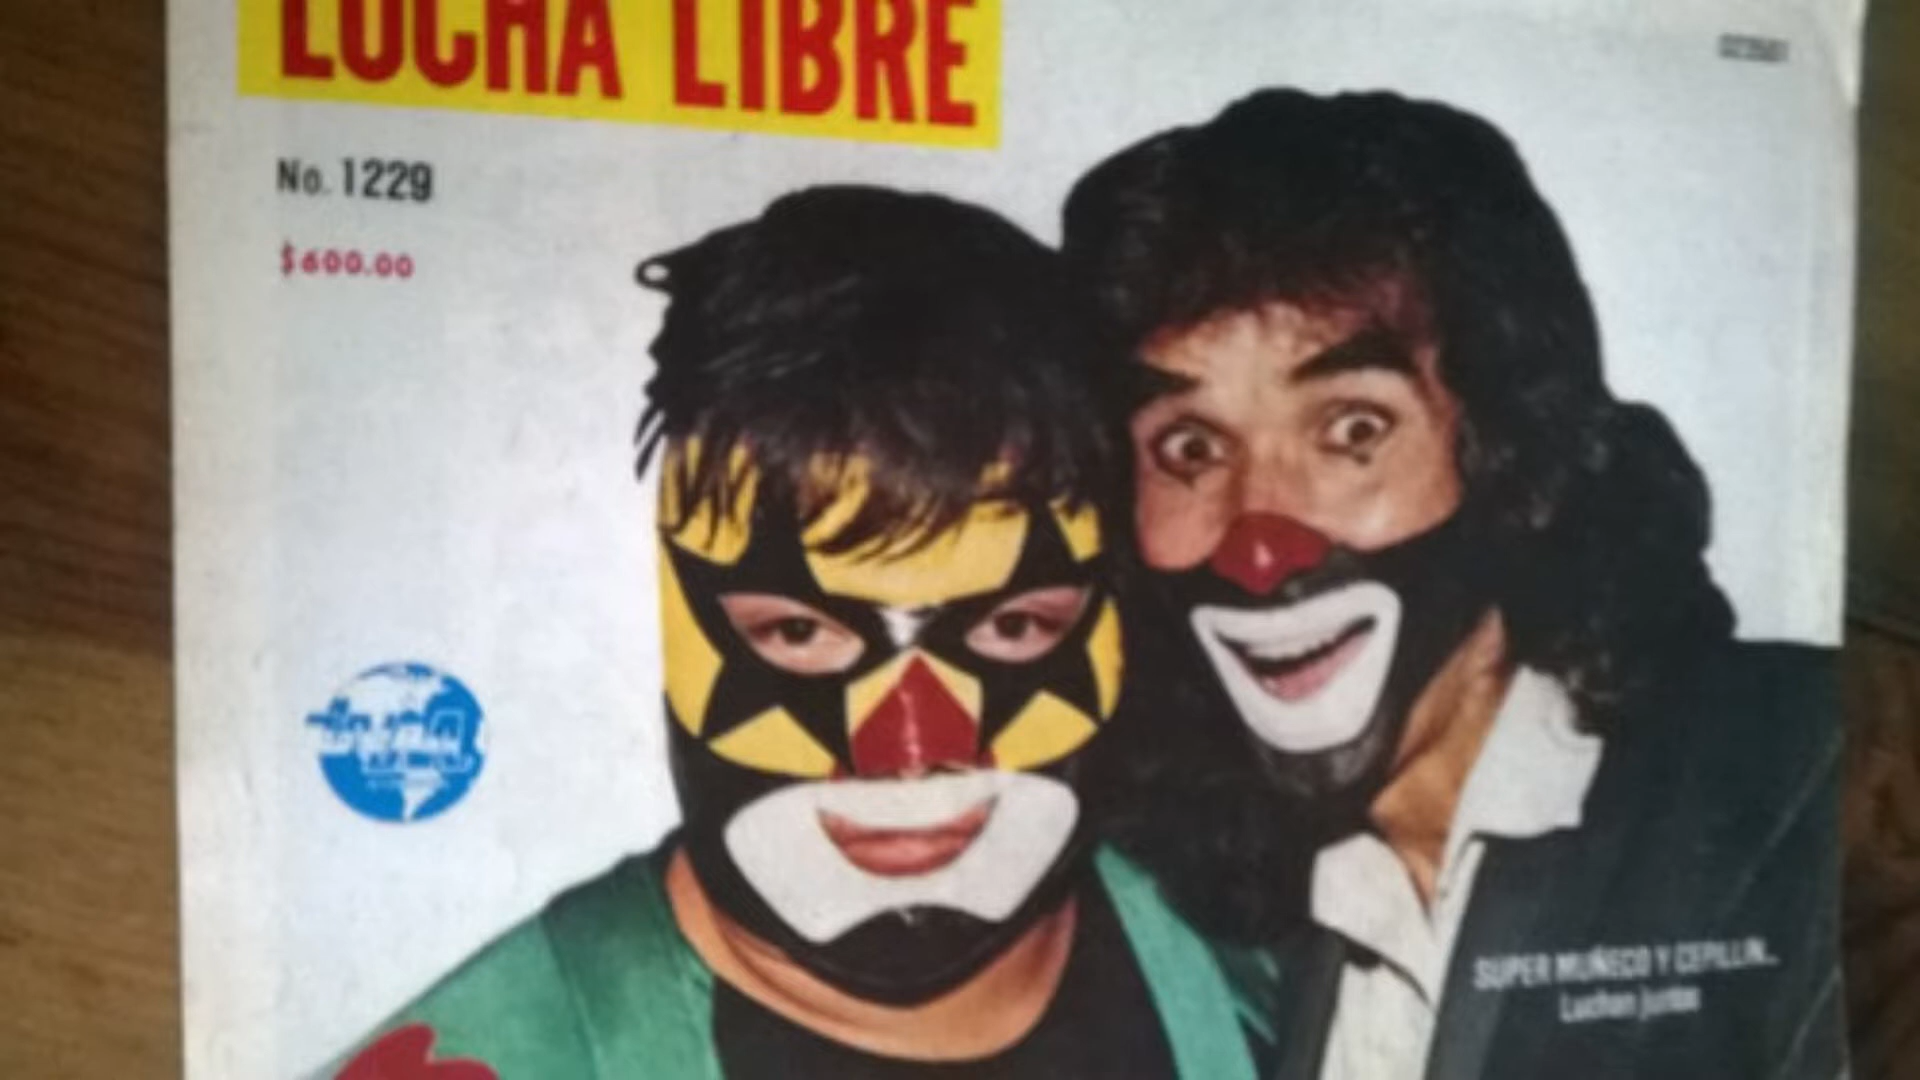 LUCHA LIBRE
No. 1229
$600.00
SUPER MUÑECO Y CEPILLIN..
Luchan juntos